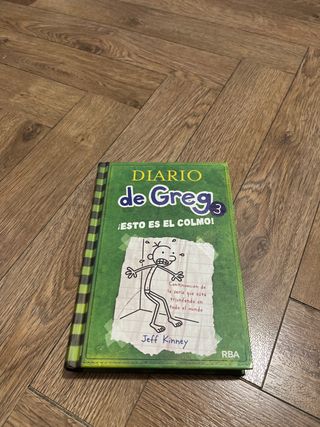 DIARIO
de Greg 3
¡ESTO ES EL COLMO!
Continuación de
la serie que está
triunfando en
todo el mundo
Jeff Kinney
RBA